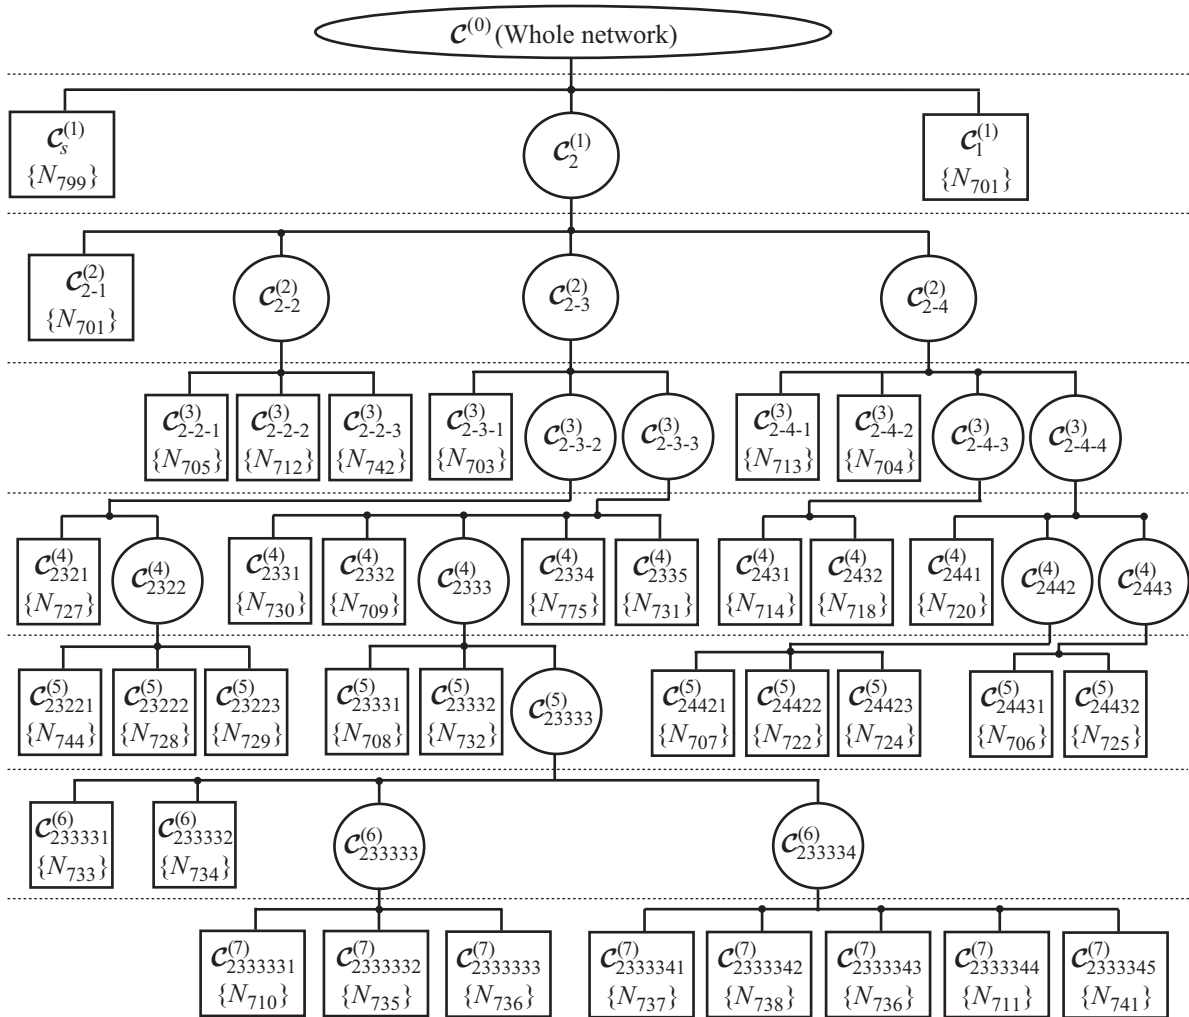 𝒞^(0) (Whole network)
𝒞_s^(1)
{N_799}
𝒞_2^(1)
𝒞_1^(1)
{N_701}
𝒞_2-1^(2)
{N_701}
𝒞_2-2^(2)
𝒞_2-3^(2)
𝒞_2-4^(2)
𝒞_2-2-1^(3)
{N_705}
𝒞_2-2-2^(3)
{N_712}
𝒞_2-2-3^(3)
{N_742}
𝒞_2-3-1^(3)
{N_703}
𝒞_2-3-2^(3)
𝒞_2-3-3^(3)
𝒞_2-4-1^(3)
{N_713}
𝒞_2-4-2^(3)
{N_704}
𝒞_2-4-3^(3)
𝒞_2-4-4^(3)
𝒞_2321^(4)
{N_727}
𝒞_2322^(4)
𝒞_2331^(4)
{N_730}
𝒞_2332^(4)
{N_709}
𝒞_2333^(4)
𝒞_2334^(4)
{N_775}
𝒞_2335^(4)
{N_731}
𝒞_2431^(4)
{N_714}
𝒞_2432^(4)
{N_718}
𝒞_2441^(4)
{N_720}
𝒞_2442^(4)
𝒞_2443^(4)
𝒞_23221^(5)
{N_744}
𝒞_23222^(5)
{N_728}
𝒞_23223^(5)
{N_729}
𝒞_23331^(5)
{N_708}
𝒞_23332^(5)
{N_732}
𝒞_23333^(5)
𝒞_24421^(5)
{N_707}
𝒞_24422^(5)
{N_722}
𝒞_24423^(5)
{N_724}
𝒞_24431^(5)
{N_706}
𝒞_24432^(5)
{N_725}
𝒞_233331^(6)
{N_733}
𝒞_233332^(6)
{N_734}
𝒞_233333^(6)
𝒞_233334^(6)
𝒞_2333331^(7)
{N_710}
𝒞_2333332^(7)
{N_735}
𝒞_2333333^(7)
{N_736}
𝒞_2333341^(7)
{N_737}
𝒞_2333342^(7)
{N_738}
𝒞_2333343^(7)
{N_736}
𝒞_2333344^(7)
{N_711}
𝒞_2333345^(7)
{N_741}